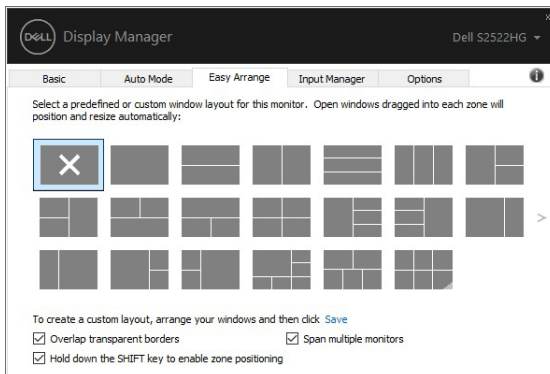 DELL Display Manager
Dell S2522HG
Basic Auto Mode Easy Arrange Input Manager Options
Select a predefined or custom window layout for this monitor. Open windows dragged into each zone will
position and resize automatically:
To create a custom layout, arrange your windows and then click Save
Overlap transparent borders
Span multiple monitors
Hold down the SHIFT key to enable zone positioning